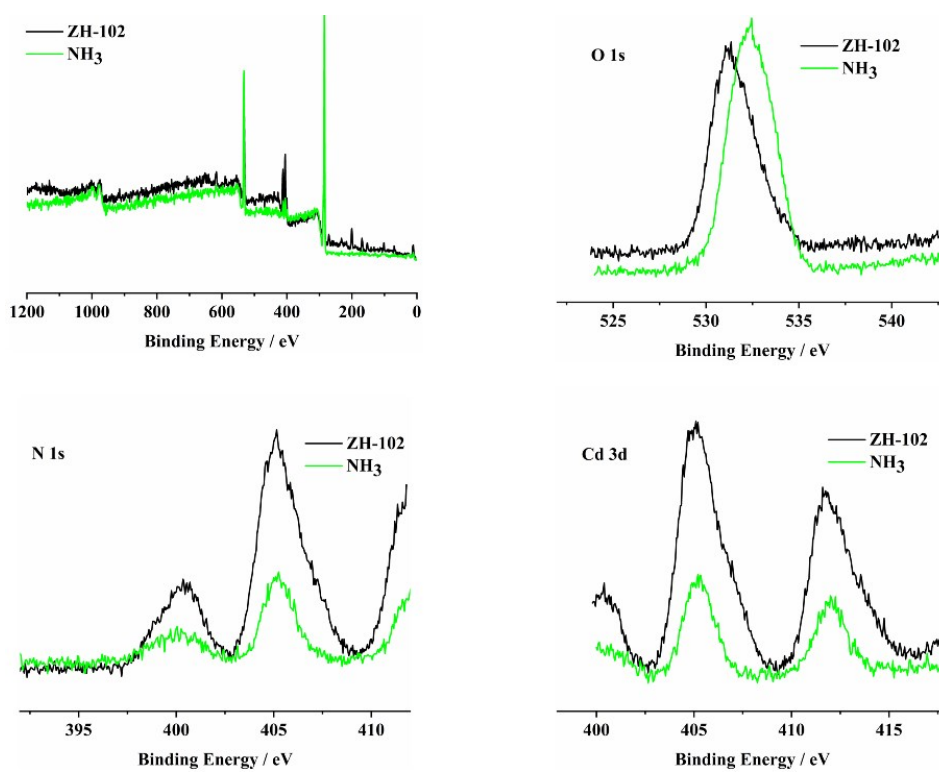 ZH-102
NH3
1200 1000 800 600 400 200 0
Binding Energy / eV
O 1s
ZH-102
NH3
525 530 535 540
Binding Energy / eV
N 1s
ZH-102
NH3
395 400 405 410
Binding Energy / eV
Cd 3d
ZH-102
NH3
400 405 410 415
Binding Energy / eV